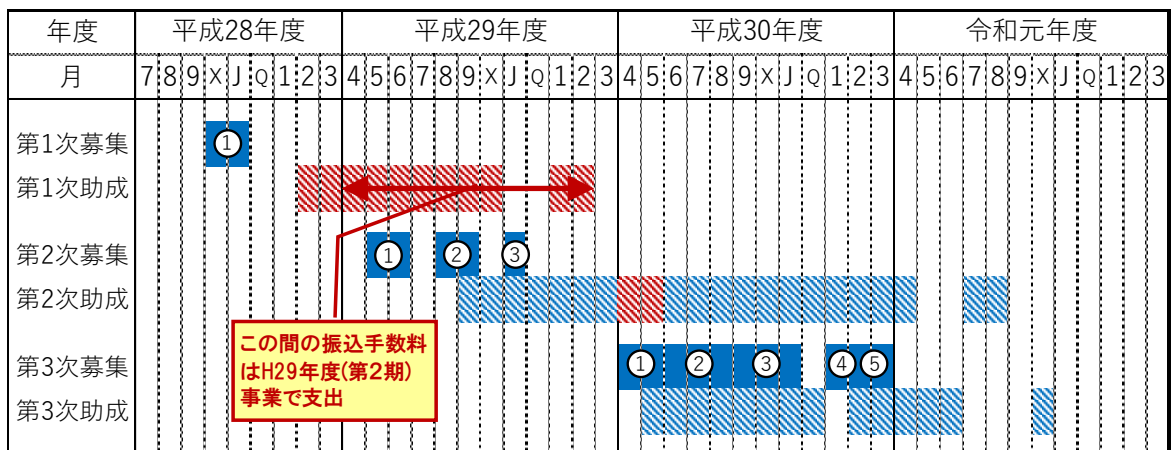 年度 平成28年度 平成29年度 平成30年度 令和元年度
月 7 8 9 X J Q 1 2 3 4 5 6 7 8 9 X J Q 1 2 3 4 5 6 7 8 9 X J Q 1 2 3 4 5 6 7 8 9 X J Q 1 2 3
第1次募集 ①
第1次助成
第2次募集 ① ② ③
第2次助成
この間の振込手数料
はH29年度(第2期)
事業で支出
第3次募集 ① ② ③ ④ ⑤
第3次助成